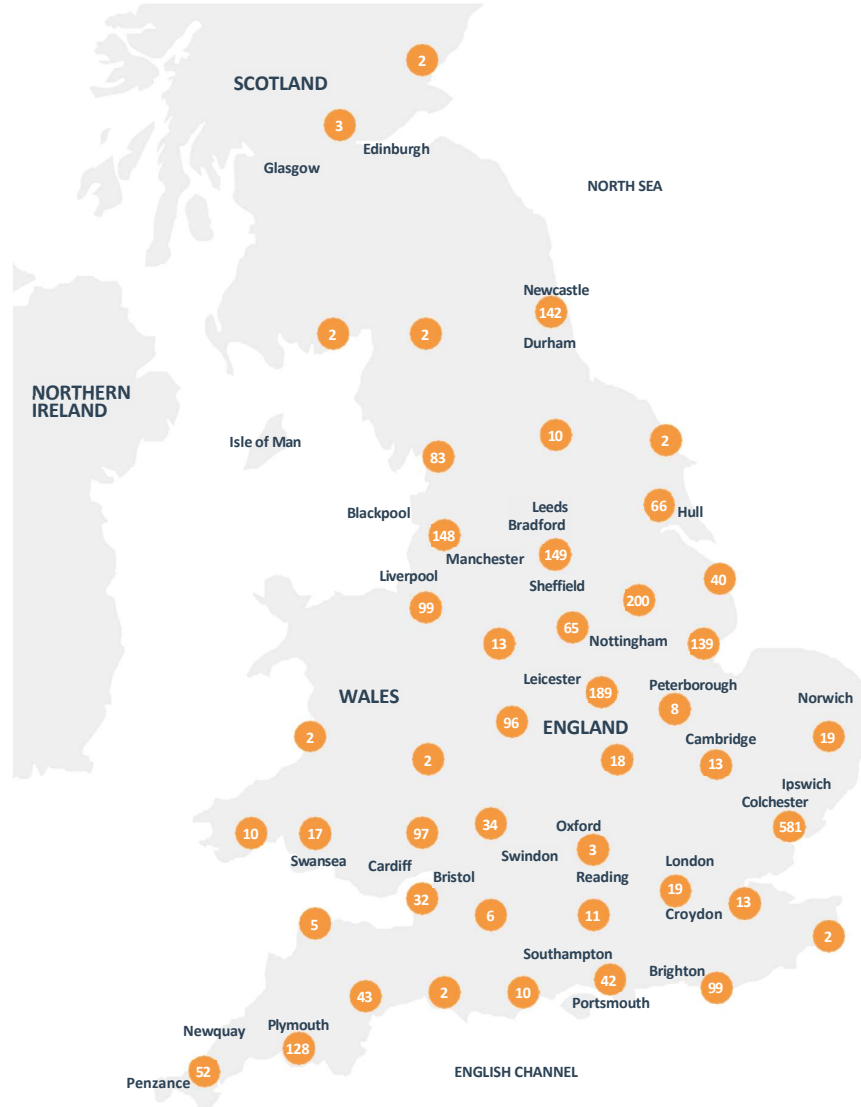 2
SCOTLAND
3
Edinburgh
Glasgow
NORTH SEA
Newcastle
142
2
2
Durham
NORTHERN
IRELAND
Isle of Man
10
2
83
Leeds
66
Hull
Blackpool
Bradford
148
Manchester
149
Liverpool
Sheffield
40
99
200
65
13
Nottingham
139
Leicester
189
Peterborough
WALES
Norwich
8
96
ENGLAND
2
19
Cambridge
2
18
13
Ipswich
Colchester
581
10
17
97
34
Oxford
Swansea
Cardiff
Swindon
3
London
Bristol
Reading
19
32
Croydon
13
5
6
11
2
Southampton
Brighton
43
2
10
42
99
Portsmouth
Newquay
Plymouth
128
52
Penzance
ENGLISH CHANNEL